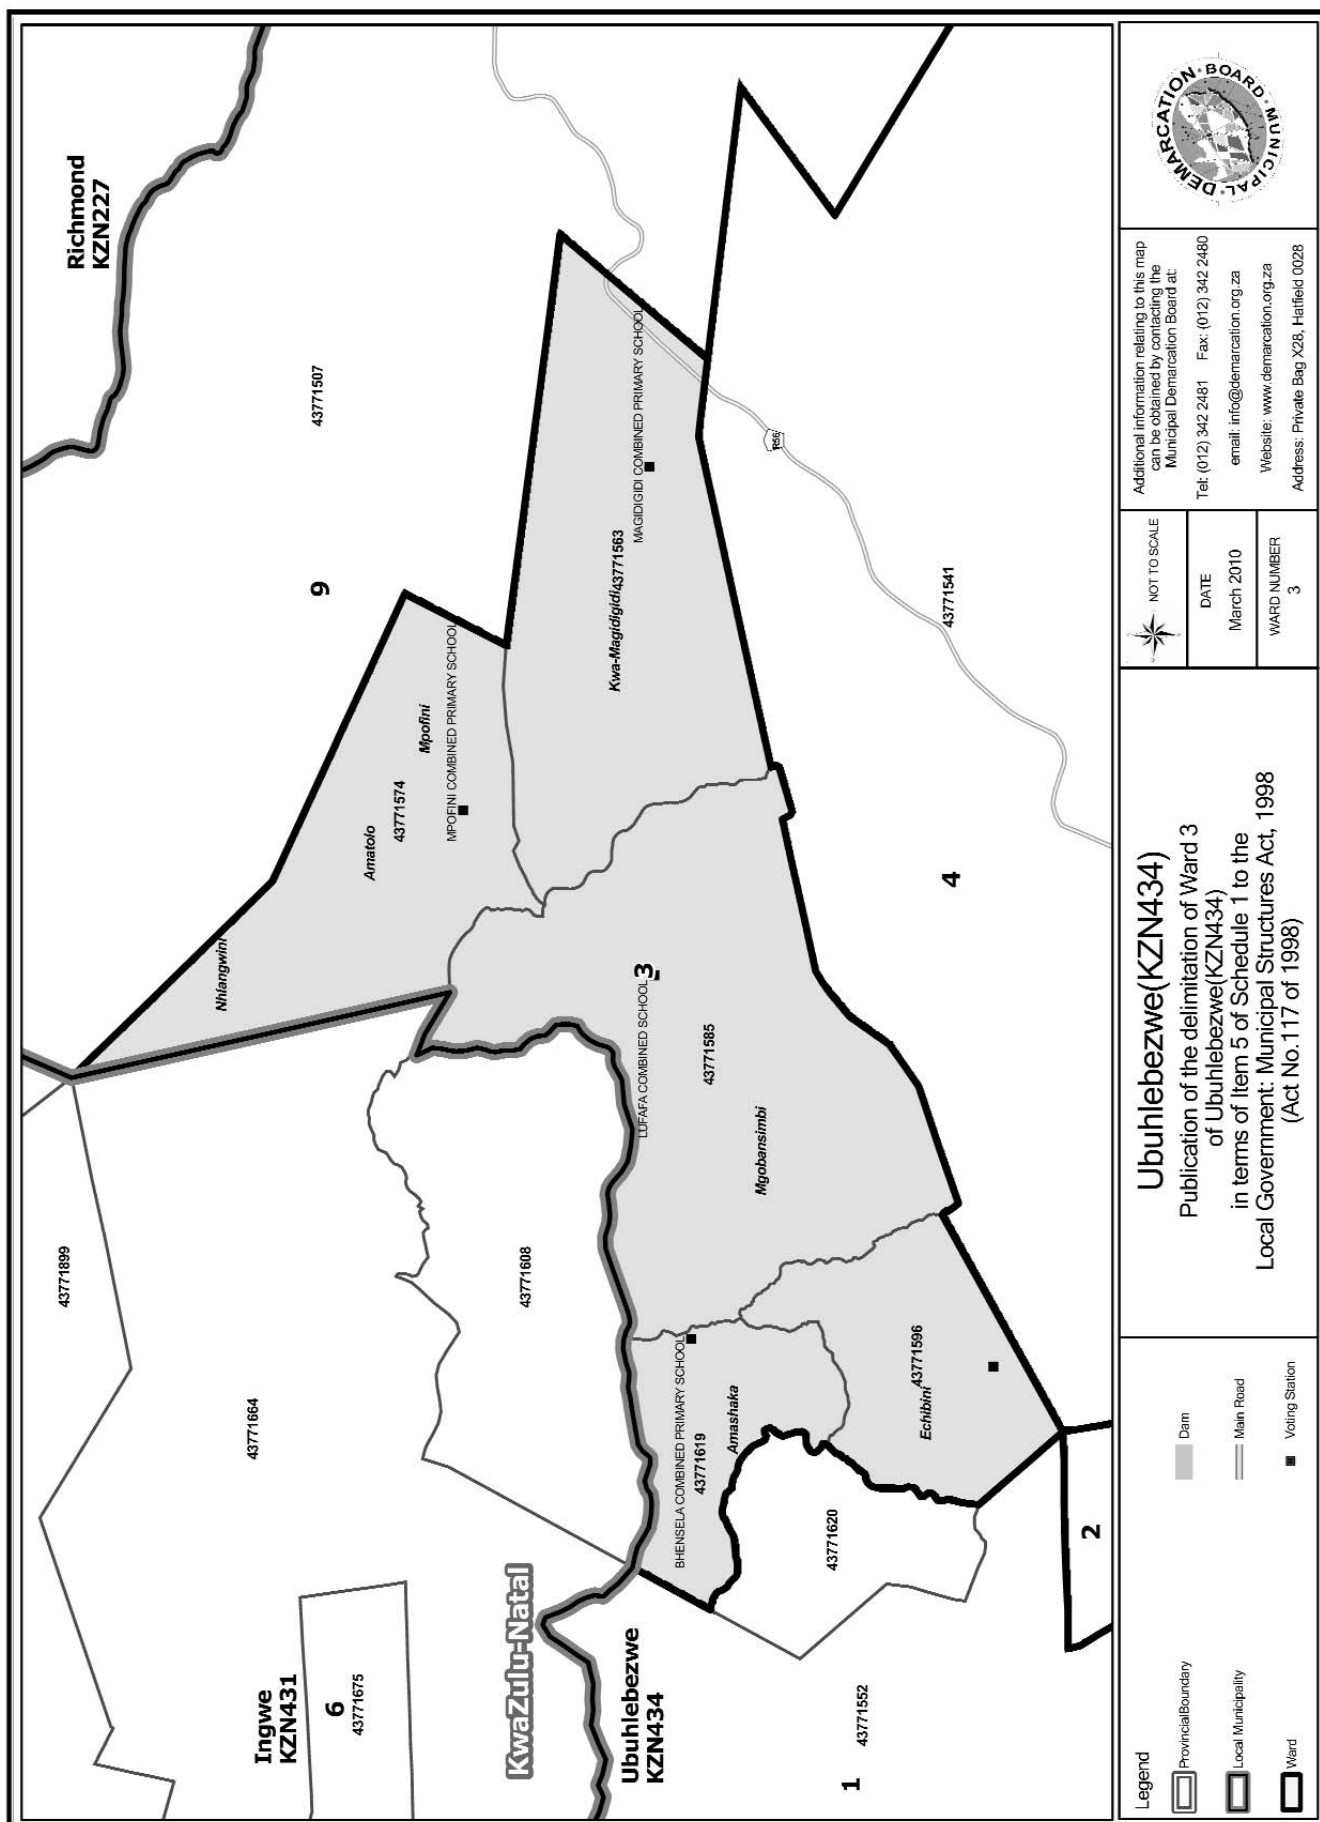 Richmond
KZN227
43771507
9
43771899
43771664
43771608
Ingwe
KZN431
6
43771675
KwaZulu-Natal
Ubuhlebezwe
KZN434
Nhlangwini
Amatolo
43771574
Mpofini
MPOFINI COMBINED PRIMARY SCHOOL
Kwa-Magidigidi
43771563
MAGIDIGIDI COMBINED PRIMARY SCHOOL
LUFAFA COMBINED SCHOOL
3
43771585
Mgobansimbi
BHENSELA COMBINED PRIMARY SCHOOL
43771619
Amashaka
43771596
Echibini
43771620
43771552
1
2
4
43771541
R56
Legend
ProvincialBoundary
Local Municipality
Ward
Dam
Main Road
Voting Station
Ubuhlebezwe(KZN434)
Publication of the delimitation of Ward 3
of Ubuhlebezwe(KZN434)
in terms of Item 5 of Schedule 1 to the
Local Government: Municipal Structures Act, 1998
(Act No.1117 of 1998)
NOT TO SCALE
DATE
March 2010
WARD NUMBER
3
Additional information relating to this map
can be obtained by contacting the
Municipal Demarcation Board at:
Tel: (012) 342 2481 Fax: (012) 342 2480
email: info@demarcation.org.za
Website: www.demarcation.org.za
Address: Private Bag X28, Hatfield 0028
MUNICIPAL DEMARCATION BOARD